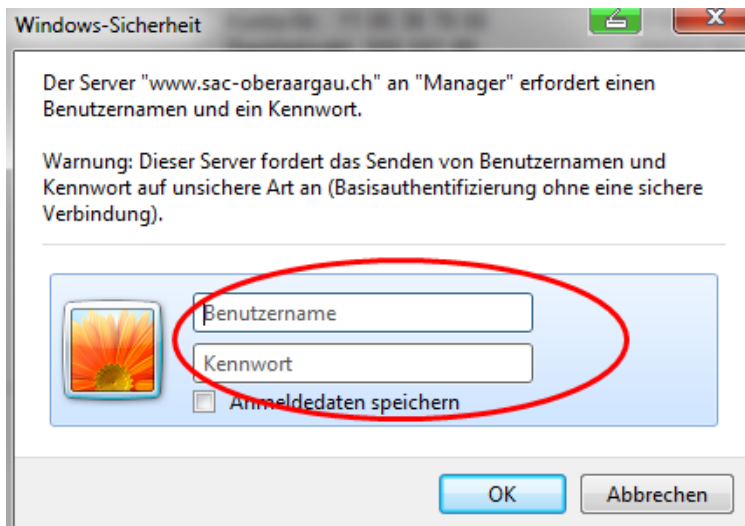 Windows-Sicherheit
Der Server "www.sac-oberaargau.ch" an "Manager" erfordert einen
Benutzernamen und ein Kennwort.
Warnung: Dieser Server fordert das Senden von Benutzernamen und
Kennwort auf unsichere Art an (Basisauthentifizierung ohne eine sichere
Verbindung).
Benutzername
Kennwort
Anmeldedaten speichern
OK
Abbrechen